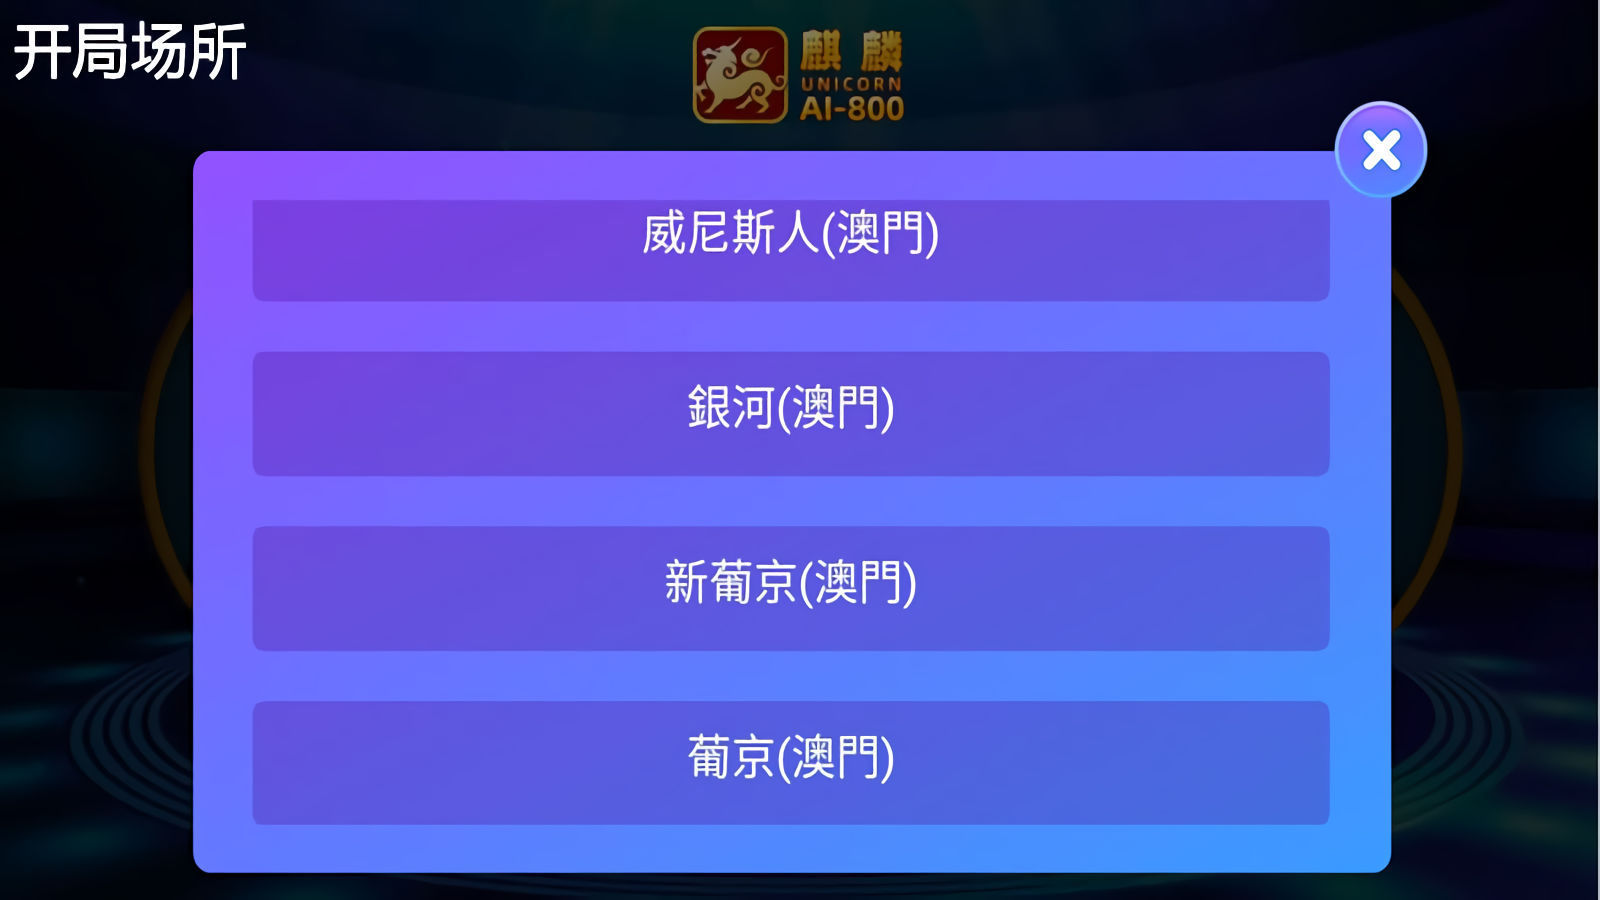 开局场所
麒麟
UNICORN
AI-800
威尼斯人(澳門)
銀河(澳門)
新葡京(澳門)
葡京(澳門)